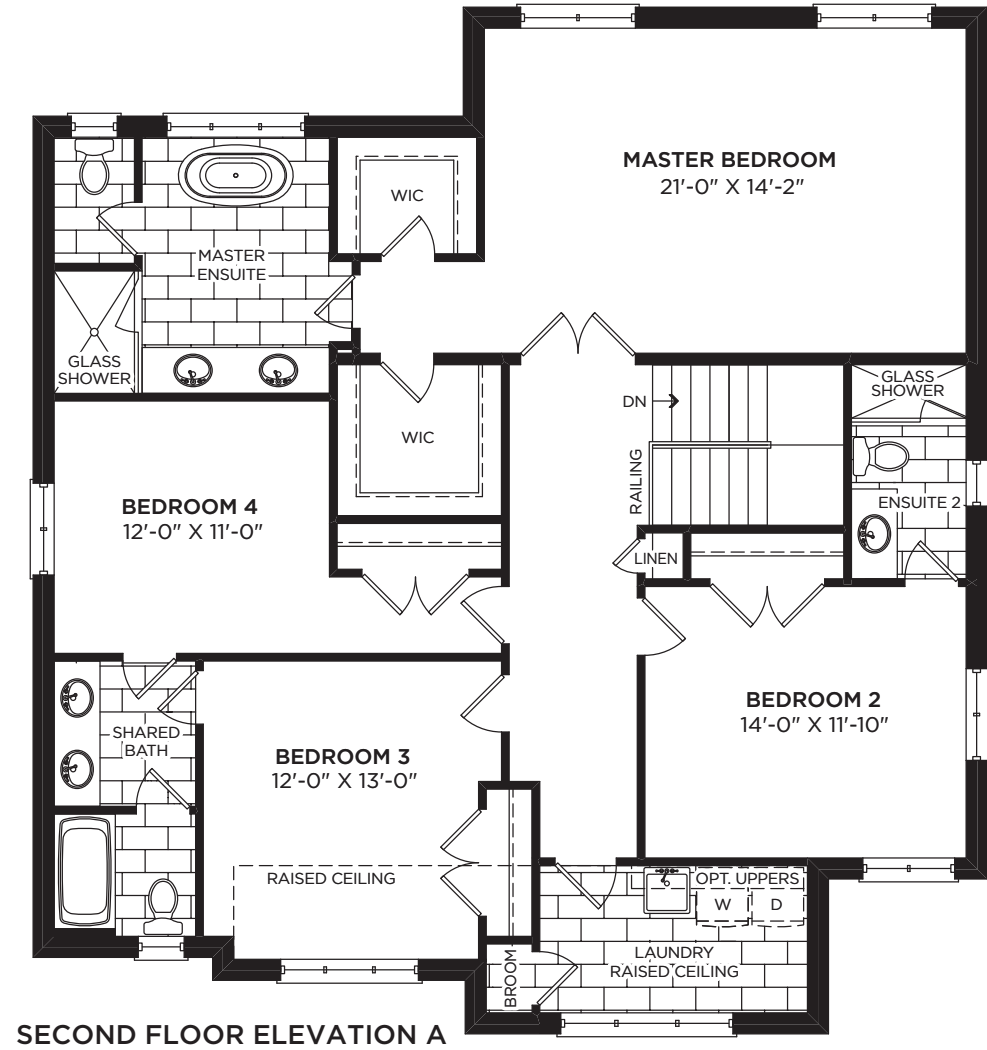 MASTER BEDROOM
21'-0" X 14'-2"
WIC
MASTER
ENSUITE
GLASS
SHOWER
GLASS
SHOWER
DN
WIC
RAILING
BEDROOM 4
12'-0" X 11'-0"
ENSUITE 2
LINEN
BEDROOM 2
14'-0" X 11'-10"
SHARED
BATH
BEDROOM 3
12'-0" X 13'-0"
RAISED CEILING
OPT. UPPERS
W
D
LAUNDRY
RAISED CEILING
BROOM
SECOND FLOOR ELEVATION A